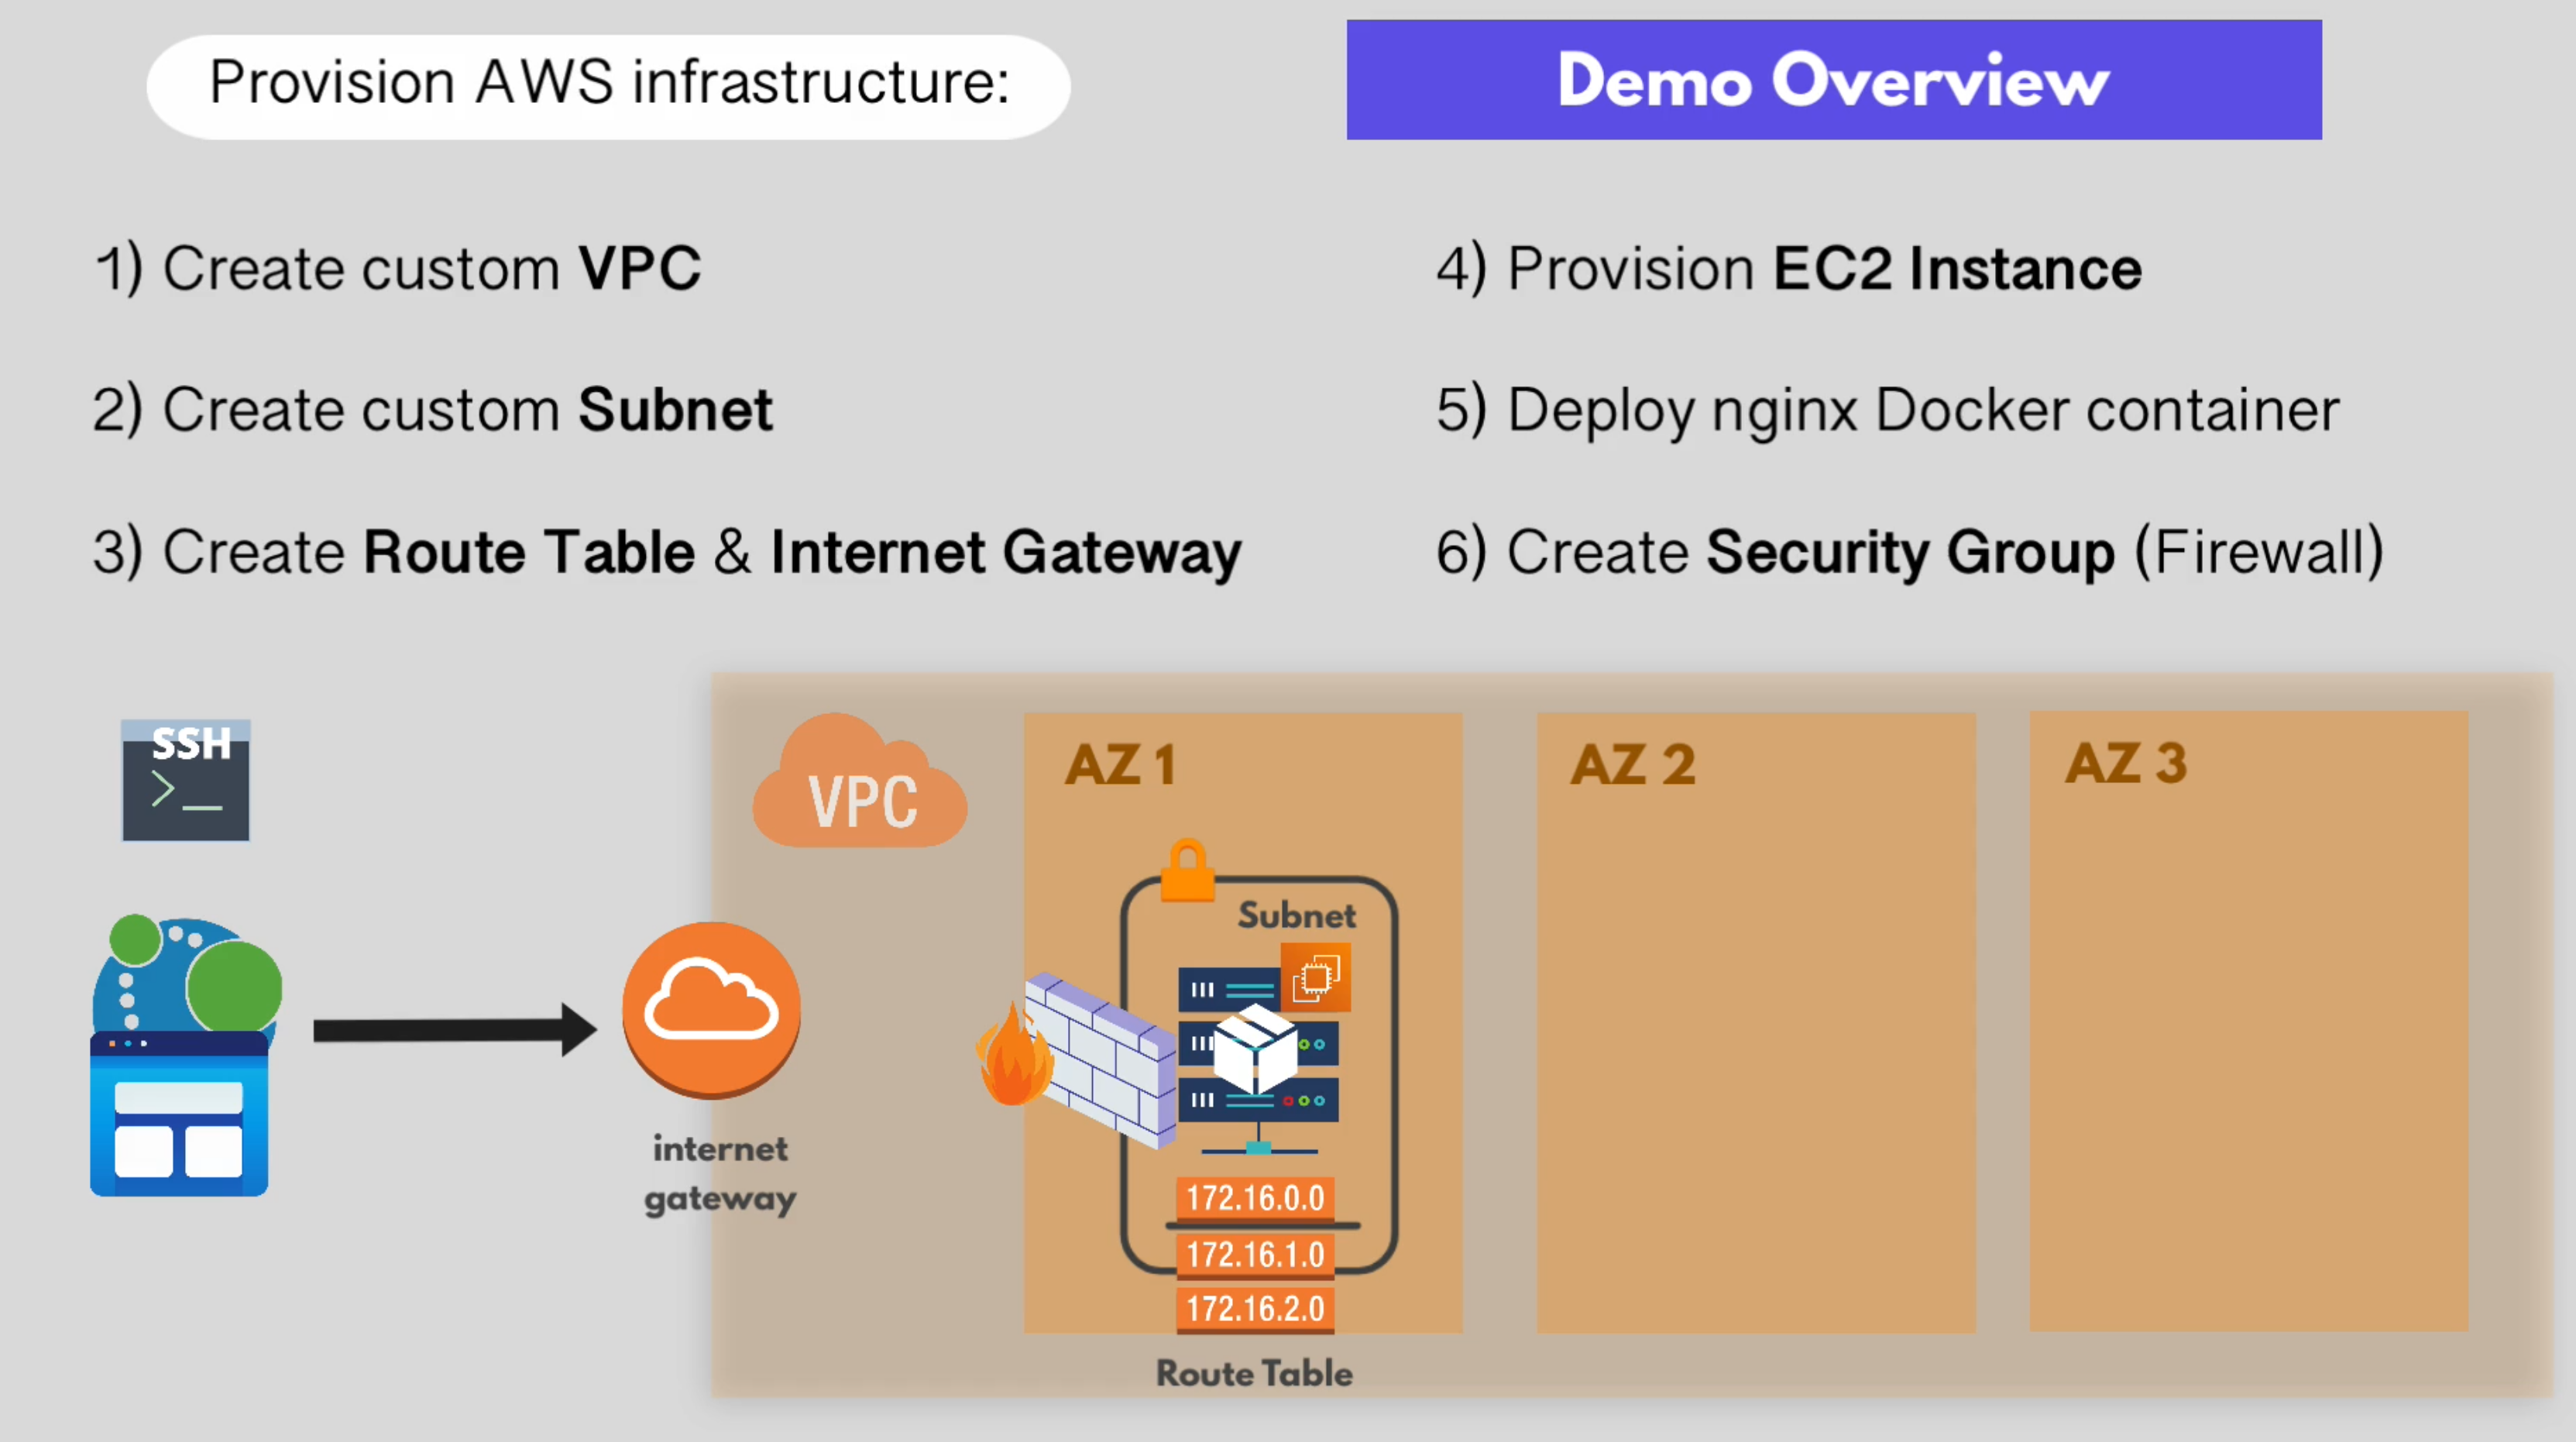 Provision AWS infrastructure:
Demo Overview
1) Create custom VPC
2) Create custom Subnet
3) Create Route Table & Internet Gateway
4) Provision EC2 Instance
5) Deploy nginx Docker container
6) Create Security Group (Firewall)
SSH
>_
VPC
internet
gateway
AZ 1
Subnet
172.16.0.0
172.16.1.0
172.16.2.0
Route Table
AZ 2
AZ 3